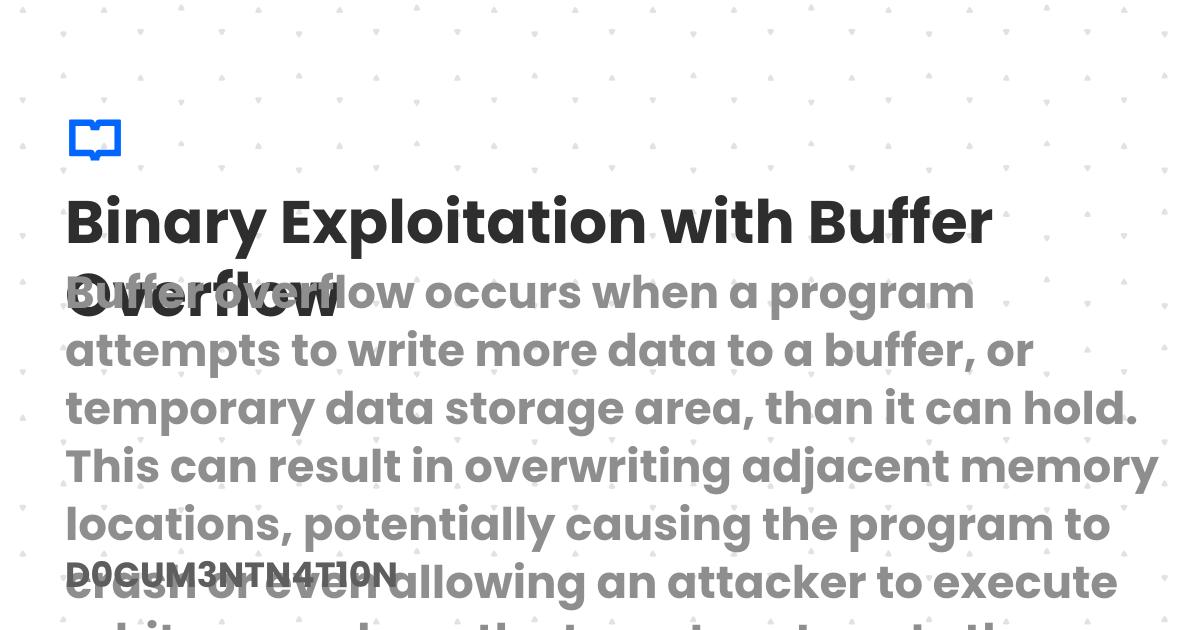 Binary Exploitation with Buffer
Overflow
Buffer overflow occurs when a program
attempts to write more data to a buffer, or
temporary data storage area, than it can hold.
This can result in overwriting adjacent memory
locations, potentially causing the program to
crash or even allowing an attacker to execute
D0CUM3NTN4T10N